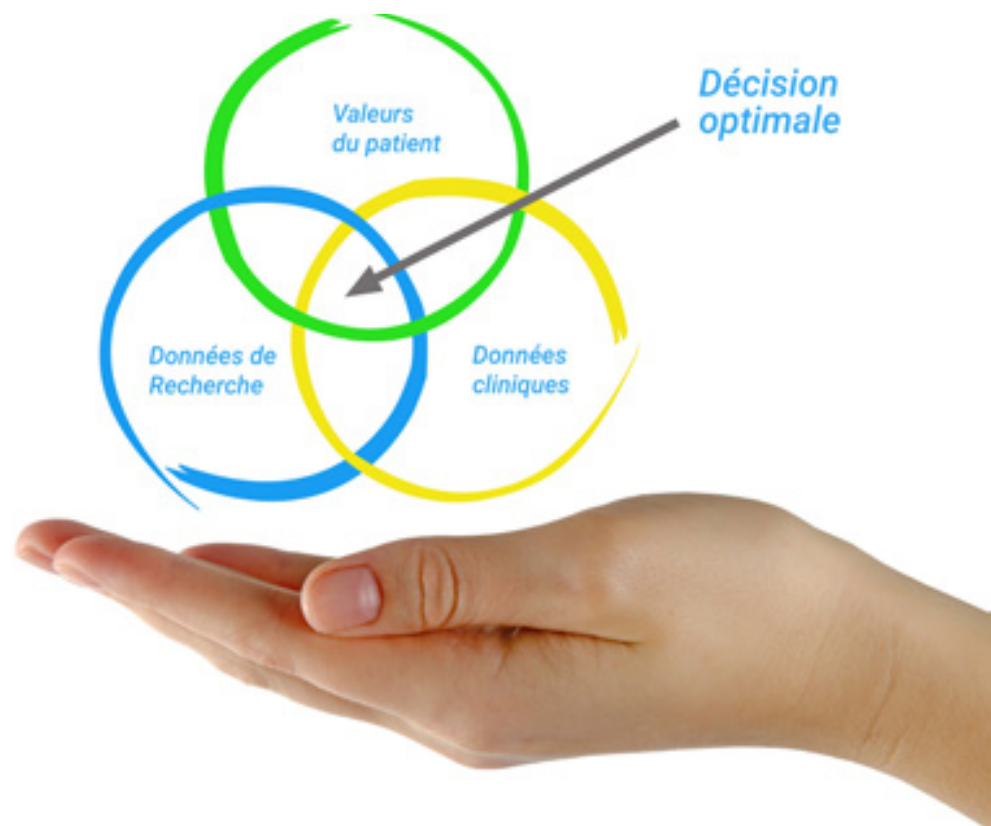 Valeurs
du patient
Décision
optimale
Données de
Recherche
Données
cliniques